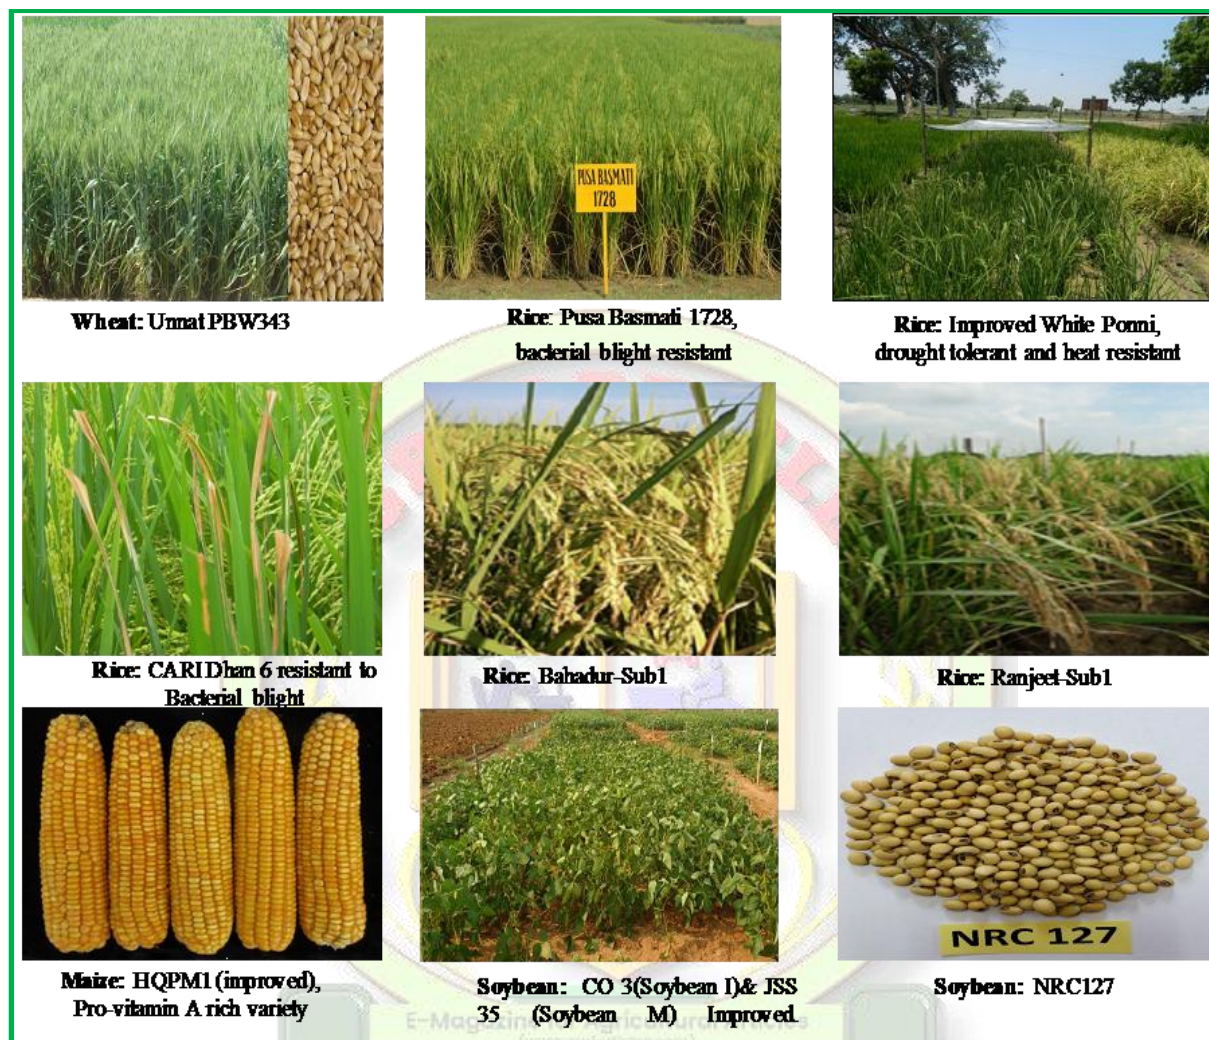 PUSA BASMATI
1728
Wheat: Unnat PBW343
Rice: Pusa Basmati 1728,
bacterial blight resistant
Rice: Improved White Ponni,
drought tolerant and heat resistant
Rice: CARI Dhan 6 resistant to
Bacterial blight
Rice: Bahadur-Sub1
Rice: Ranjeet-Sub1
NRC 127
Maize: HQPM1 (improved),
Pro-vitamin A rich variety
Soybean: CO 3(Soybean I)& JSS
35 (Soybean M) Improved.
Soybean: NRC127
E-Magazine for Agricultural Articles